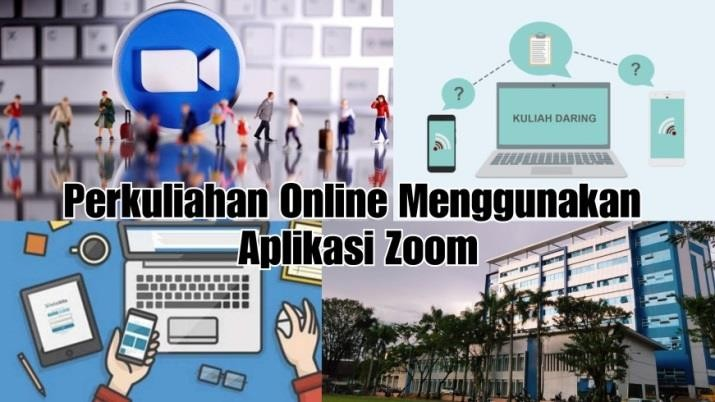 KULIAH DARING
?
?
Perkuliahan Online Menggunakan
Aplikasi Zoom